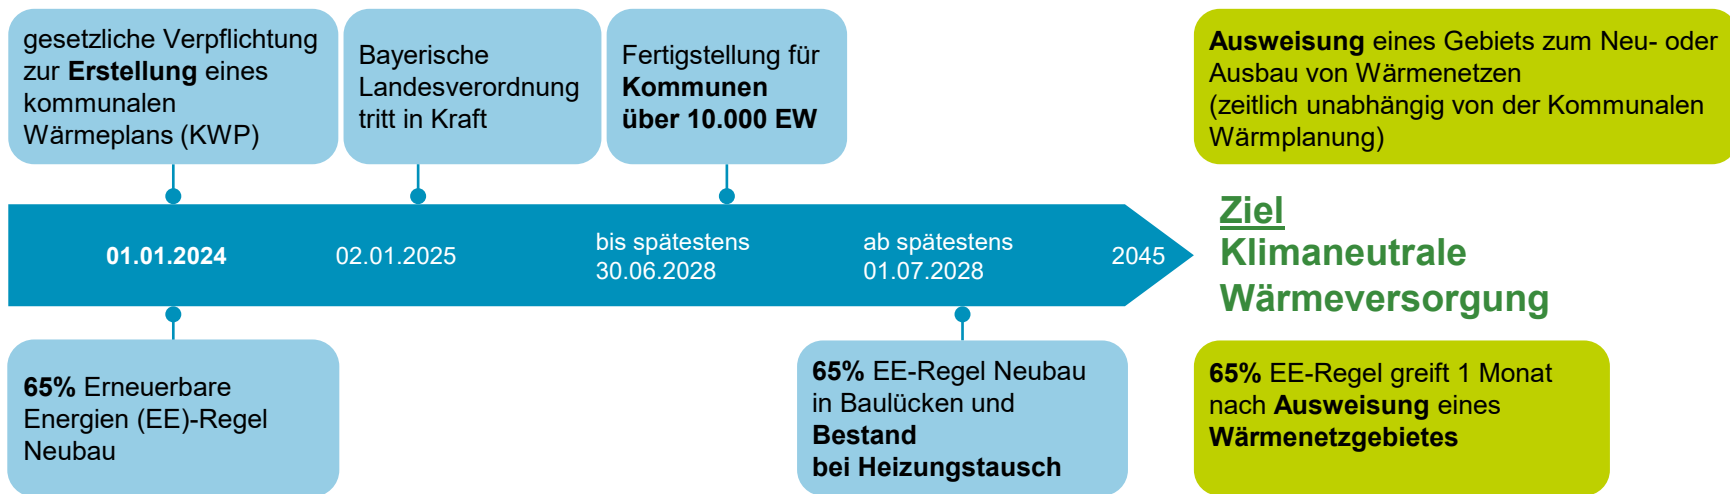 gesetzliche Verpflichtung
zur Erstellung eines
kommunalen
Wärmeplans (KWP)
Bayerische
Landesverordnung
tritt in Kraft
Fertigstellung für
Kommunen
über 10.000 EW
Ausweisung eines Gebiets zum Neu- oder
Ausbau von Wärmenetzen
(zeitlich unabhängig von der Kommunalen
Wärmplanung)
01.01.2024
02.01.2025
bis spätestens
30.06.2028
ab spätestens
01.07.2028
2045
Ziel
Klimaneutrale
Wärmeversorgung
65% Erneuerbare
Energien (EE)-Regel
Neubau
65% EE-Regel Neubau
in Baulücken und
Bestand
bei Heizungstausch
65% EE-Regel greift 1 Monat
nach Ausweisung eines
Wärmenetzgebietes